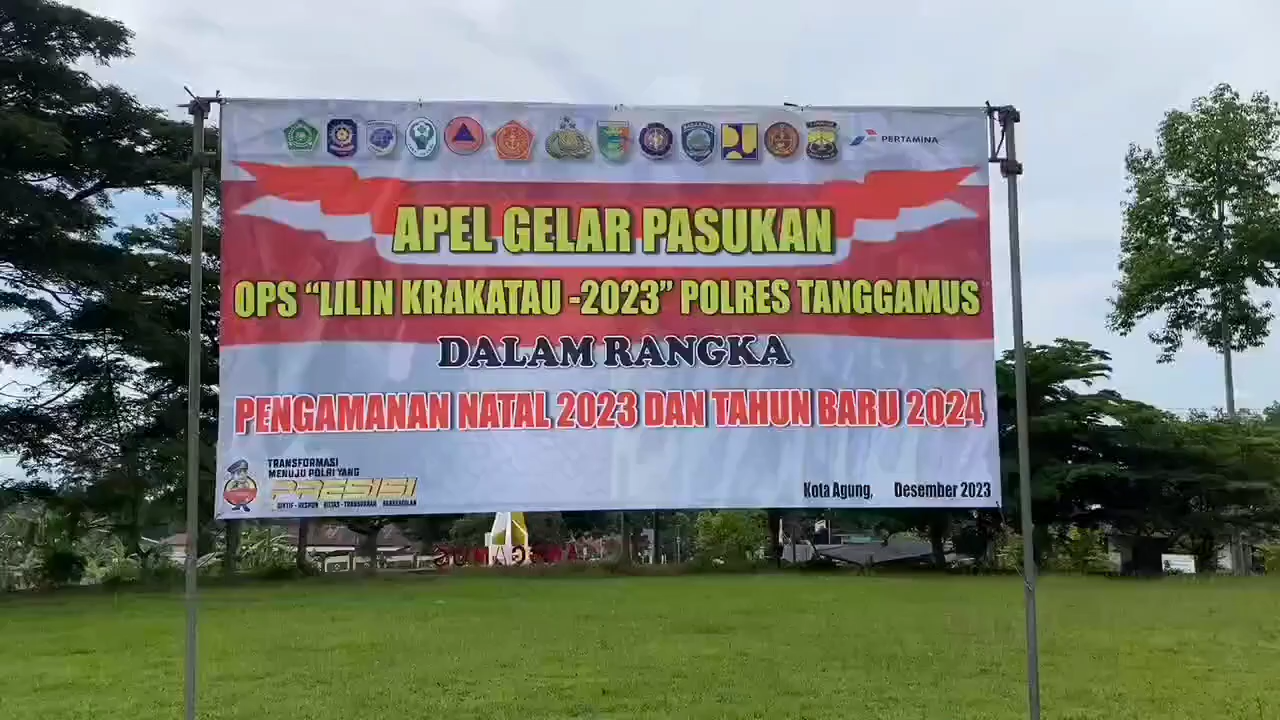 PERTAMINA
APEL GELAR PASUKAN
OPS “LILIN KRAKATAU -2023” POLRES TANGGAMUS
DALAM RANGKA
PENGAMANAN NATAL 2023 DAN TAHUN BARU 2024
TRANSFORMASI
MENUJU POLRI YANG
PRESISI
Kota Agung, Desember 2023